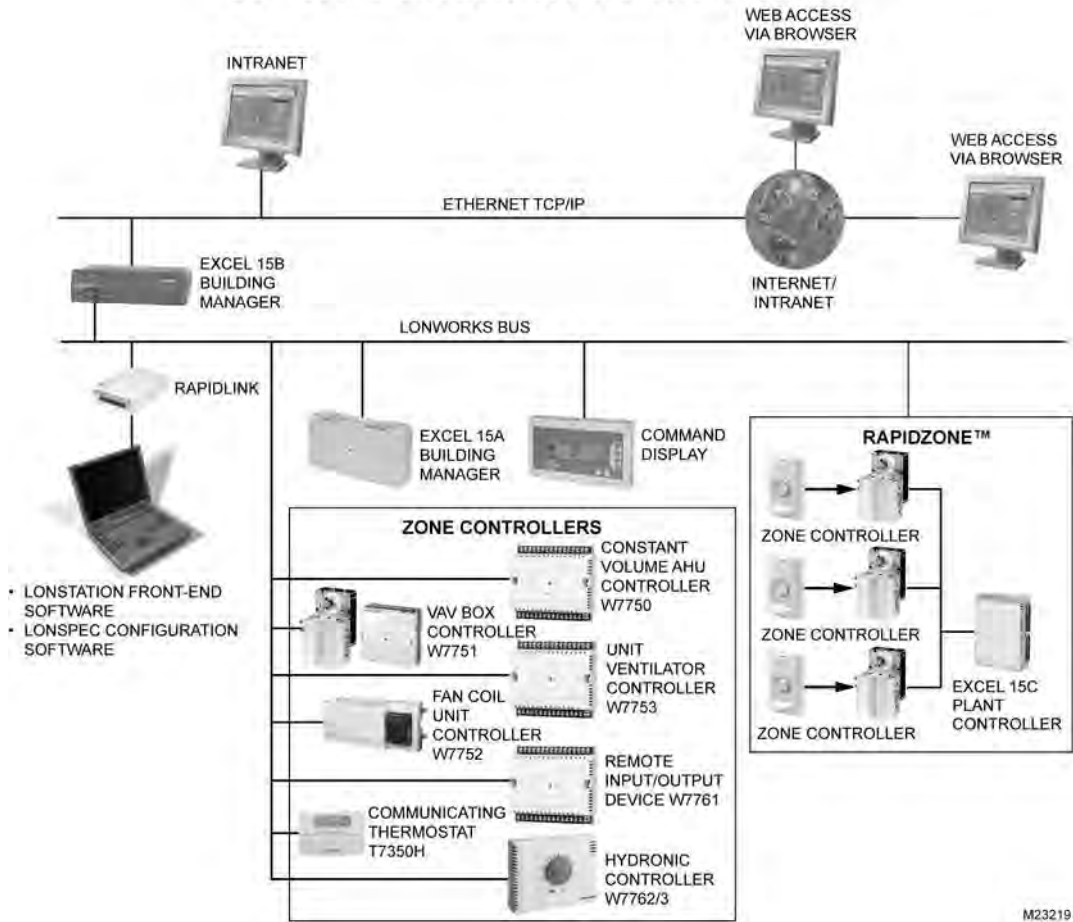 WEB ACCESS
VIA BROWSER
INTRANET
WEB ACCESS
VIA BROWSER
ETHERNET TCP/IP
EXCEL 15B
BUILDING
MANAGER
INTERNET/
INTRANET
LONWORKS BUS
RAPIDLINK
EXCEL 15A
BUILDING
MANAGER
COMMAND
DISPLAY
• LONSTATION FRONT-END
SOFTWARE
• LONSPEC CONFIGURATION
SOFTWARE
ZONE CONTROLLERS
CONSTANT
VOLUME AHU
CONTROLLER
W7750
VAV BOX
CONTROLLER
W7751
UNIT
VENTILATOR
CONTROLLER
W7753
FAN COIL
UNIT
CONTROLLER
W7752
REMOTE
INPUT/OUTPUT
DEVICE W7761
COMMUNICATING
THERMOSTAT
T7350H
HYDRONIC
CONTROLLER
W7762/3
RAPIDZONE™
ZONE CONTROLLER
ZONE CONTROLLER
ZONE CONTROLLER
EXCEL 15C
PLANT
CONTROLLER
M23219